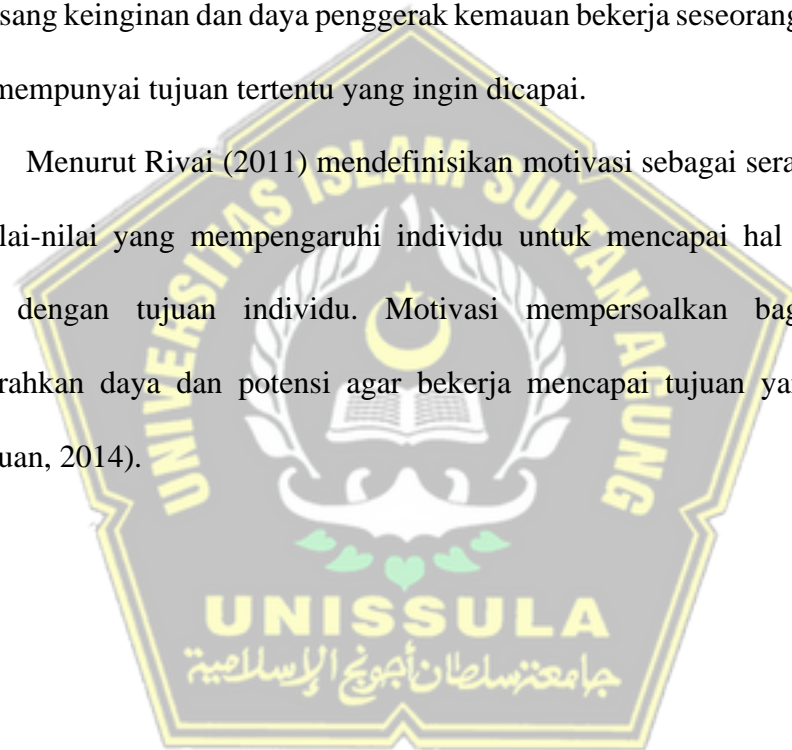 sang keinginan dan daya penggerak kemauan bekerja seseorang
mempunyai tujuan tertentu yang ingin dicapai.
Menurut Rivai (2011) mendefinisikan motivasi sebagai sera
lai-nilai yang mempengaruhi individu untuk mencapai hal
dengan tujuan individu. Motivasi mempersoalkan bag
rahkan daya dan potensi agar bekerja mencapai tujuan ya
uan, 2014).
UNIVERSITAS ISLAM SULTAN AGUNG
UNISSULA
جامعة سلطان أجونج الإسلامية